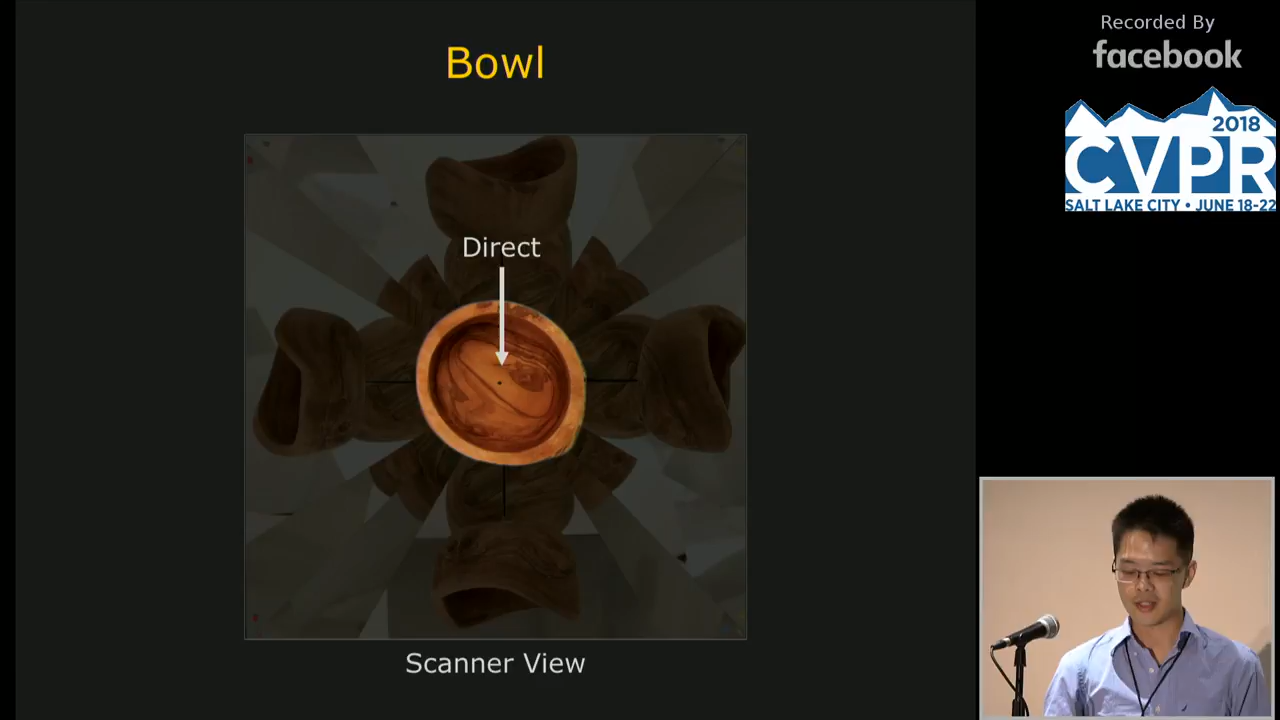 Bowl
Direct
Scanner View
Recorded By
facebook
2018
CVPR
SALT LAKE CITY • JUNE 18-22